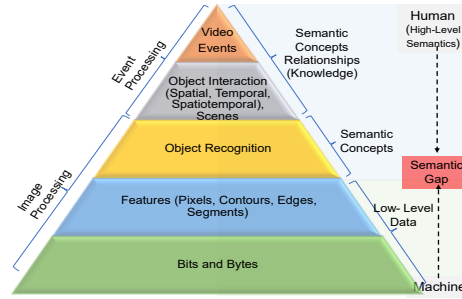 Video
Events
Object Interaction
(Spatial, Temporal,
Spatiotemporal),
Scenes
Object Recognition
Features (Pixels, Contours, Edges,
Segments)
Bits and Bytes
Event
Processing
Image
Processing
Semantic
Concepts
Relationships
(Knowledge)
Semantic
Concepts
Low- Level
Data
Human
(High-Level
Semantics)
Semantic
Gap
Machine